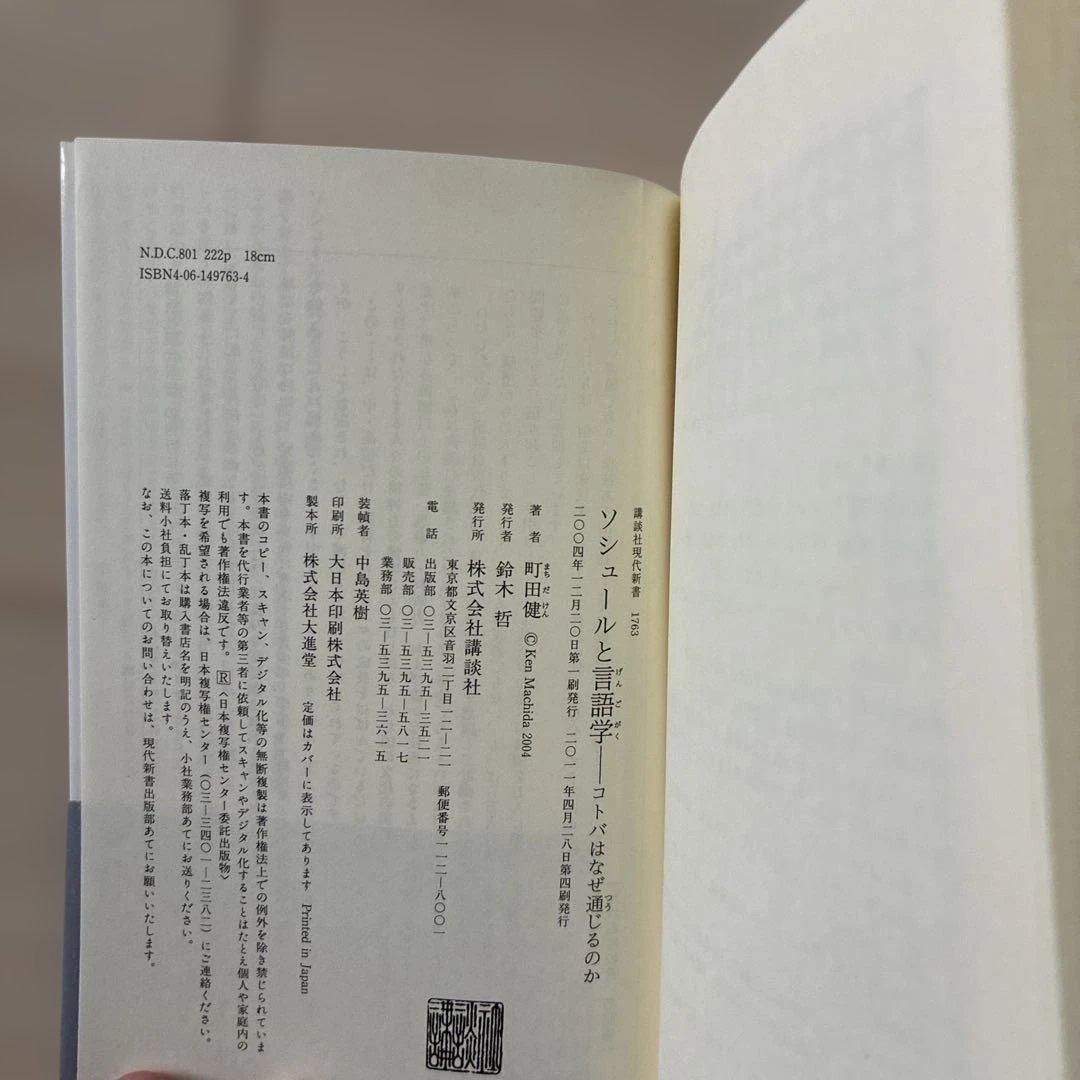 講談社現代新書 1763
ソシュールと言語学――コトバはなぜ通じるのか
げんごがく
つう
二〇〇四年一二月二〇日第一刷発行 二〇一一年四月二八日第四刷発行
著者 町田健 ©Ken Machida 2004
まちだけん
発行者 鈴木 哲
発行所 株式会社講談社
東京都文京区音羽二丁目一二―二一 郵便番号一一二―八〇〇一
電話 出版部 〇三―五三九五―三五二一
販売部 〇三―五三九五―五八一七
業務部 〇三―五三九五―三六一五
装幀者 中島英樹
印刷所 大日本印刷株式会社
製本所 株式会社大進堂
定価はカバーに表示してあります Printed in Japan
本書のコピー、スキャン、デジタル化等の無断複製は著作権法上での例外を除き禁じられていま
す。本書を代行業者等の第三者に依頼してスキャンやデジタル化することはたとえ個人や家庭内の
利用でも著作権法違反です。 R〈日本複写権センター委託出版物〉
複写を希望される場合は、日本複写権センター(〇三―三四〇一―二三八二)にご連絡ください。
落丁本・乱丁本は購入書店名を明記のうえ、小社業務部あてにお送りください。
送料小社負担にてお取り替えいたします。
なお、この本についてのお問い合わせは、現代新書出版部あてにお願いいたします。
N.D.C.801 222p 18cm
ISBN4-06-149763-4
講談社